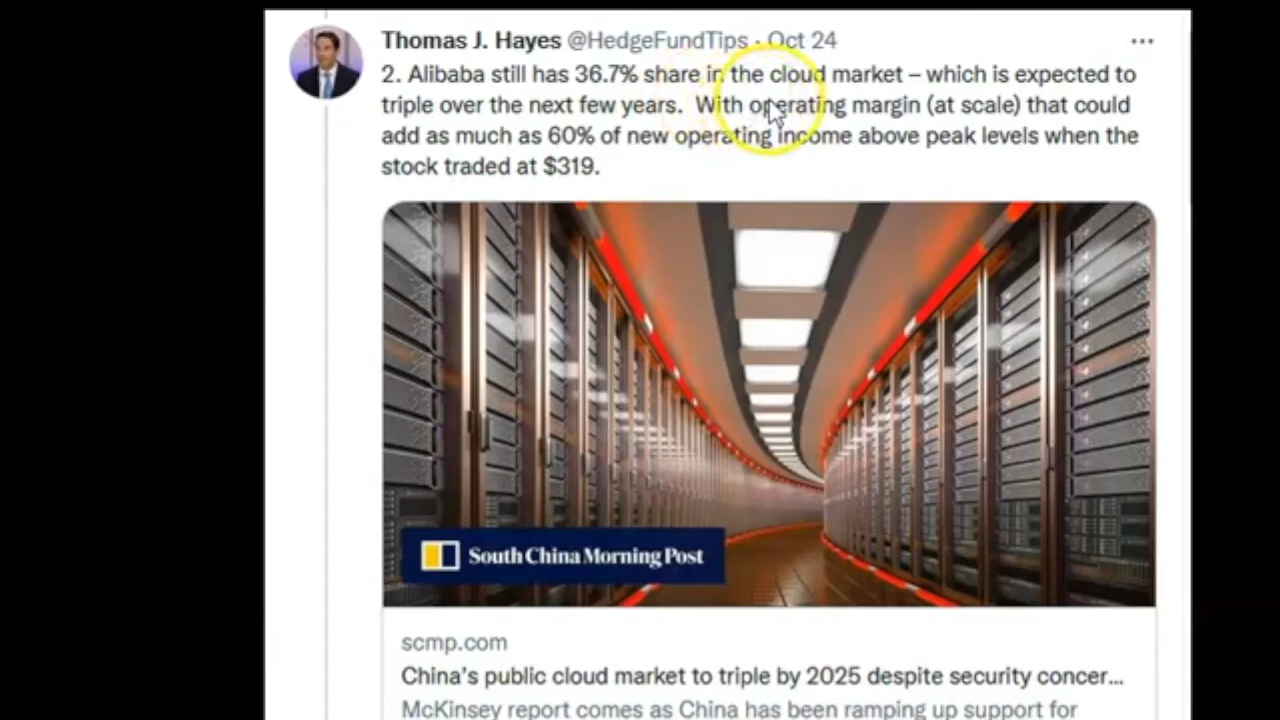 Thomas J. Hayes @HedgeFundTips · Oct 24
2. Alibaba still has 36.7% share in the cloud market – which is expected to
triple over the next few years.  With operating margin (at scale) that could
add as much as 60% of new operating income above peak levels when the
stock traded at $319.
South China Morning Post
scmp.com
China's public cloud market to triple by 2025 despite security concer...
McKinsey report comes as China has been ramping up support for